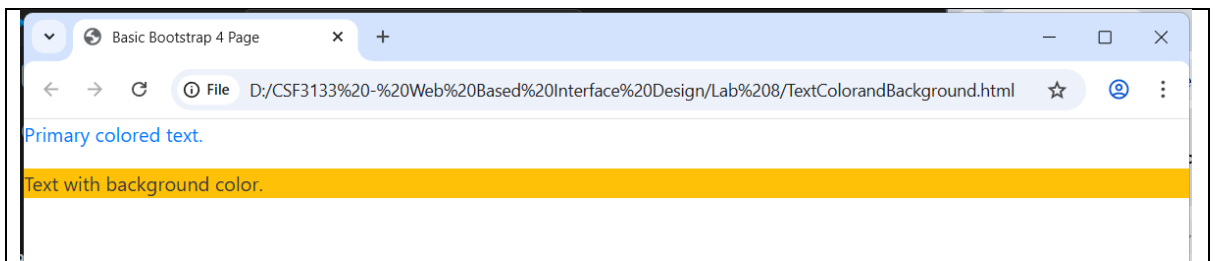 Basic Bootstrap 4 Page
File D:/CSF3133%20-%20Web%20Based%20Interface%20Design/Lab%208/TextColorandBackground.html
Primary colored text.
Text with background color.